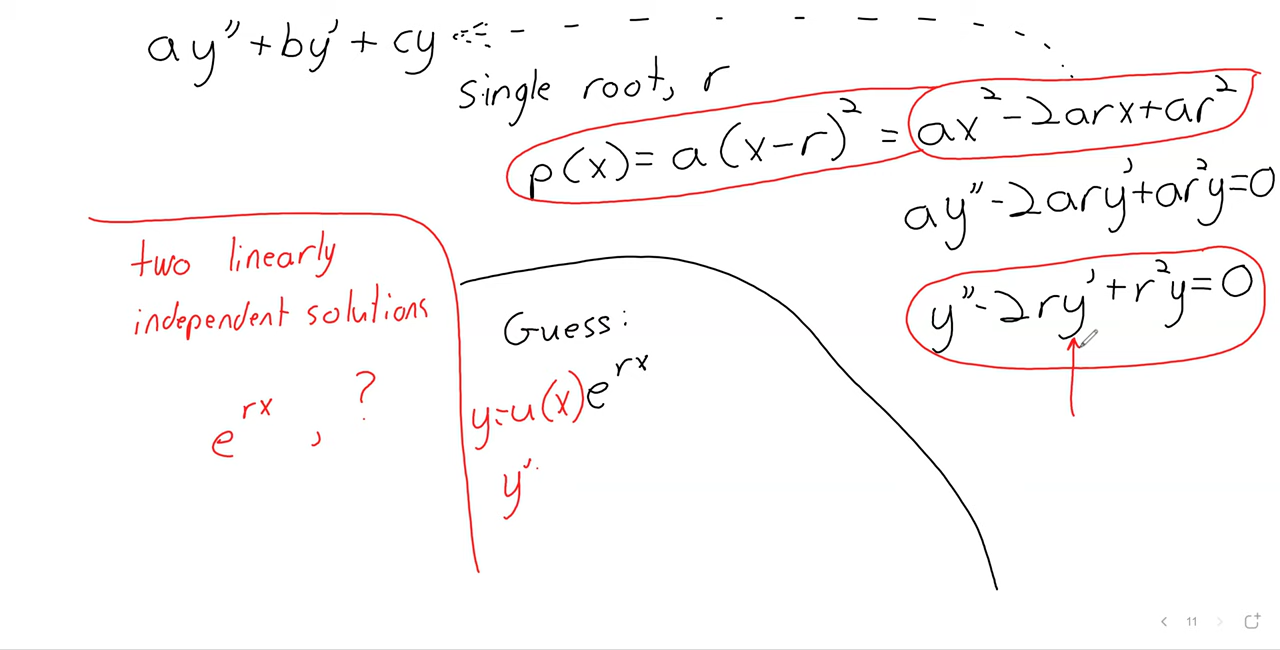 ay''+by'+cy
single root, r
p(x)=a(x-r)²=ax²-2arx+ar²
ay''-2ary'+ar²y=0
y''-2ry'+r²y=0
two linearly
independent solutions
e^rx, ?
Guess:
y=u(x)e^rx
y'
11